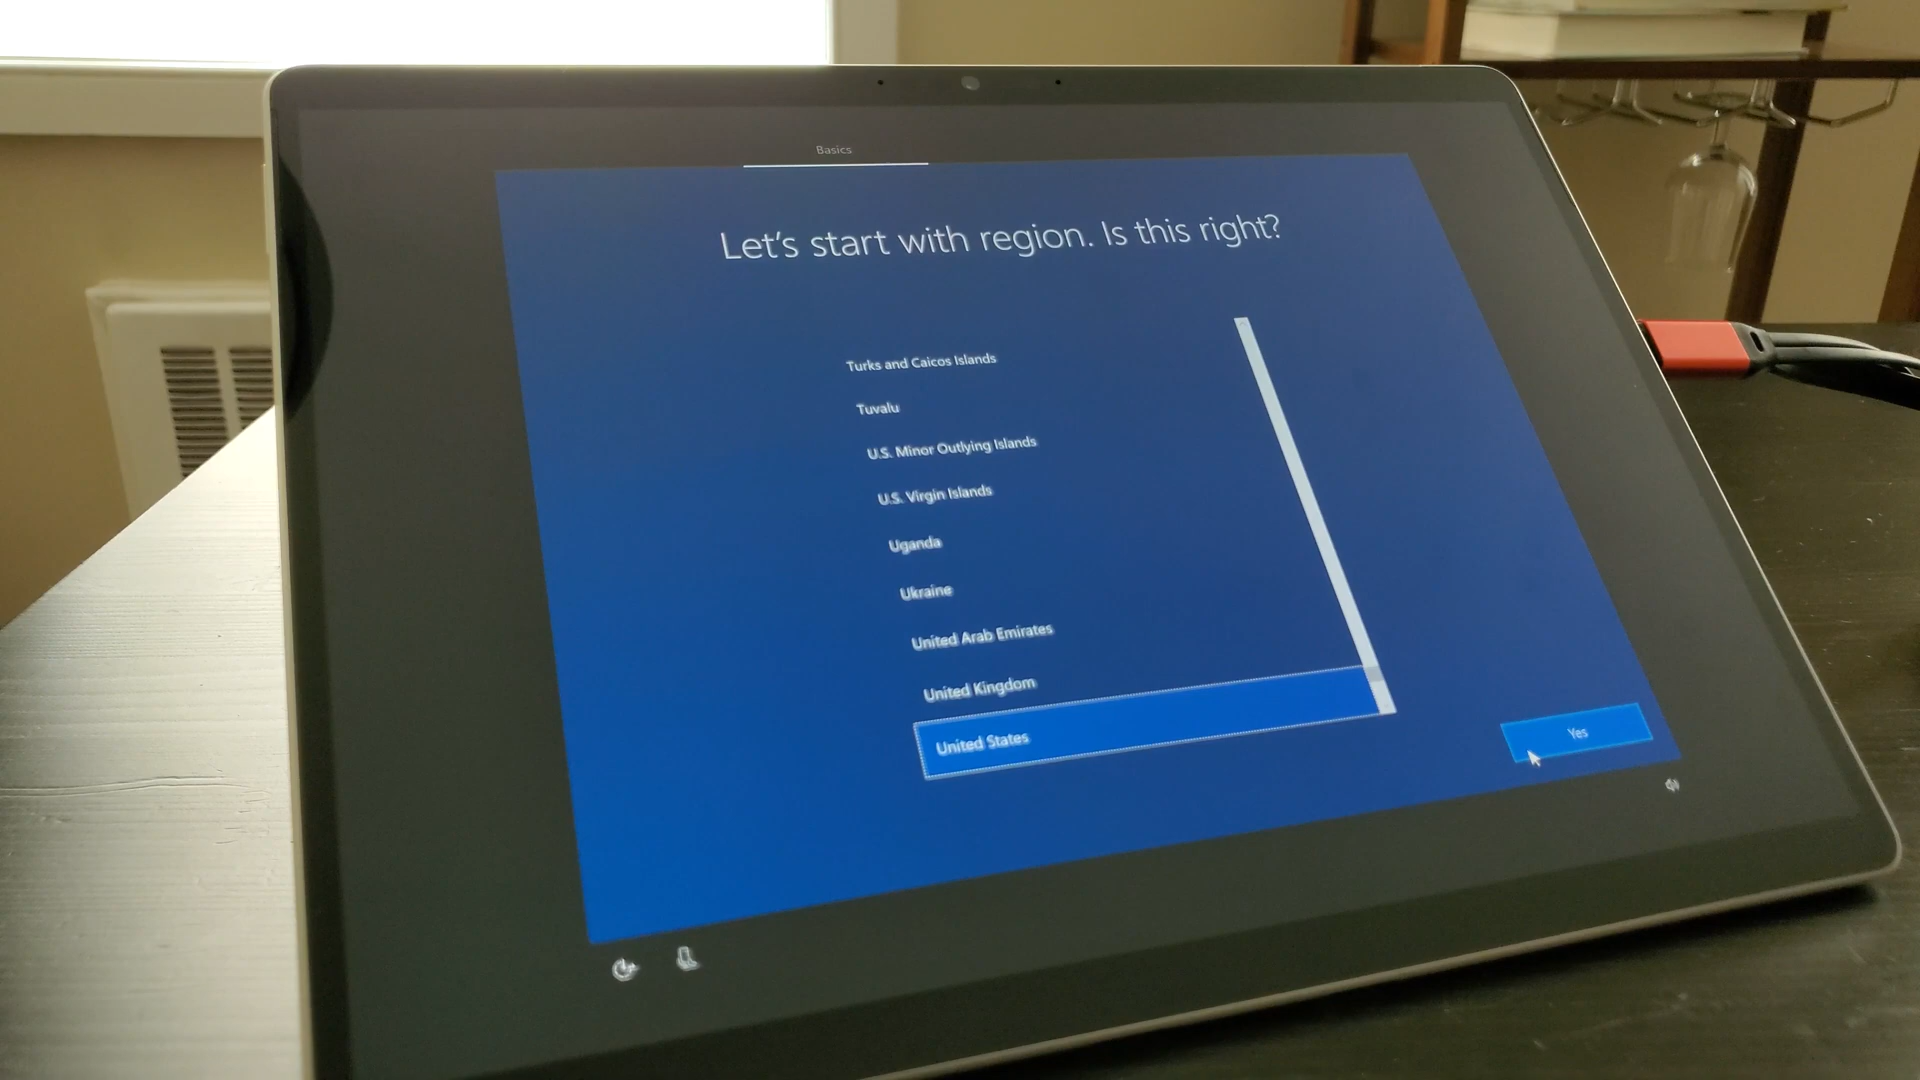 Basics
Let's start with region. Is this right?
Turks and Caicos Islands
Tuvalu
U.S. Minor Outlying Islands
U.S. Virgin Islands
Uganda
Ukraine
United Arab Emirates
United Kingdom
United States
Yes